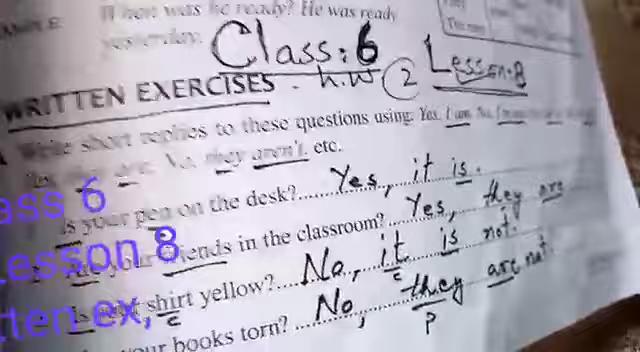 When was he ready? He was ready
yesterday.
Class: 6
Lesson: 8
WRITTEN EXERCISES - h.w 2
Write short replies to these questions using: Yes, I am. No,
No, they aren't. etc.
Is your pen on the desk? Yes, it is.
your friends in the classroom? Yes, they are
Is shirt yellow? No, it is not.
c c
your books torn? No, they are not.
p
ass 6
esson 8
ten ex,